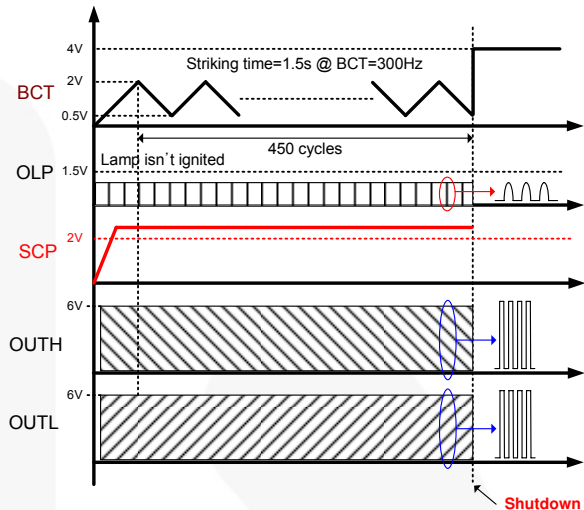 4V
Striking time=1.5s @ BCT=300Hz
2V
BCT
0.5V
450 cycles
Lamp isn`t ignited
OLP
1.5V
SCP
2V
6V
OUTH
6V
OUTL
Shutdown